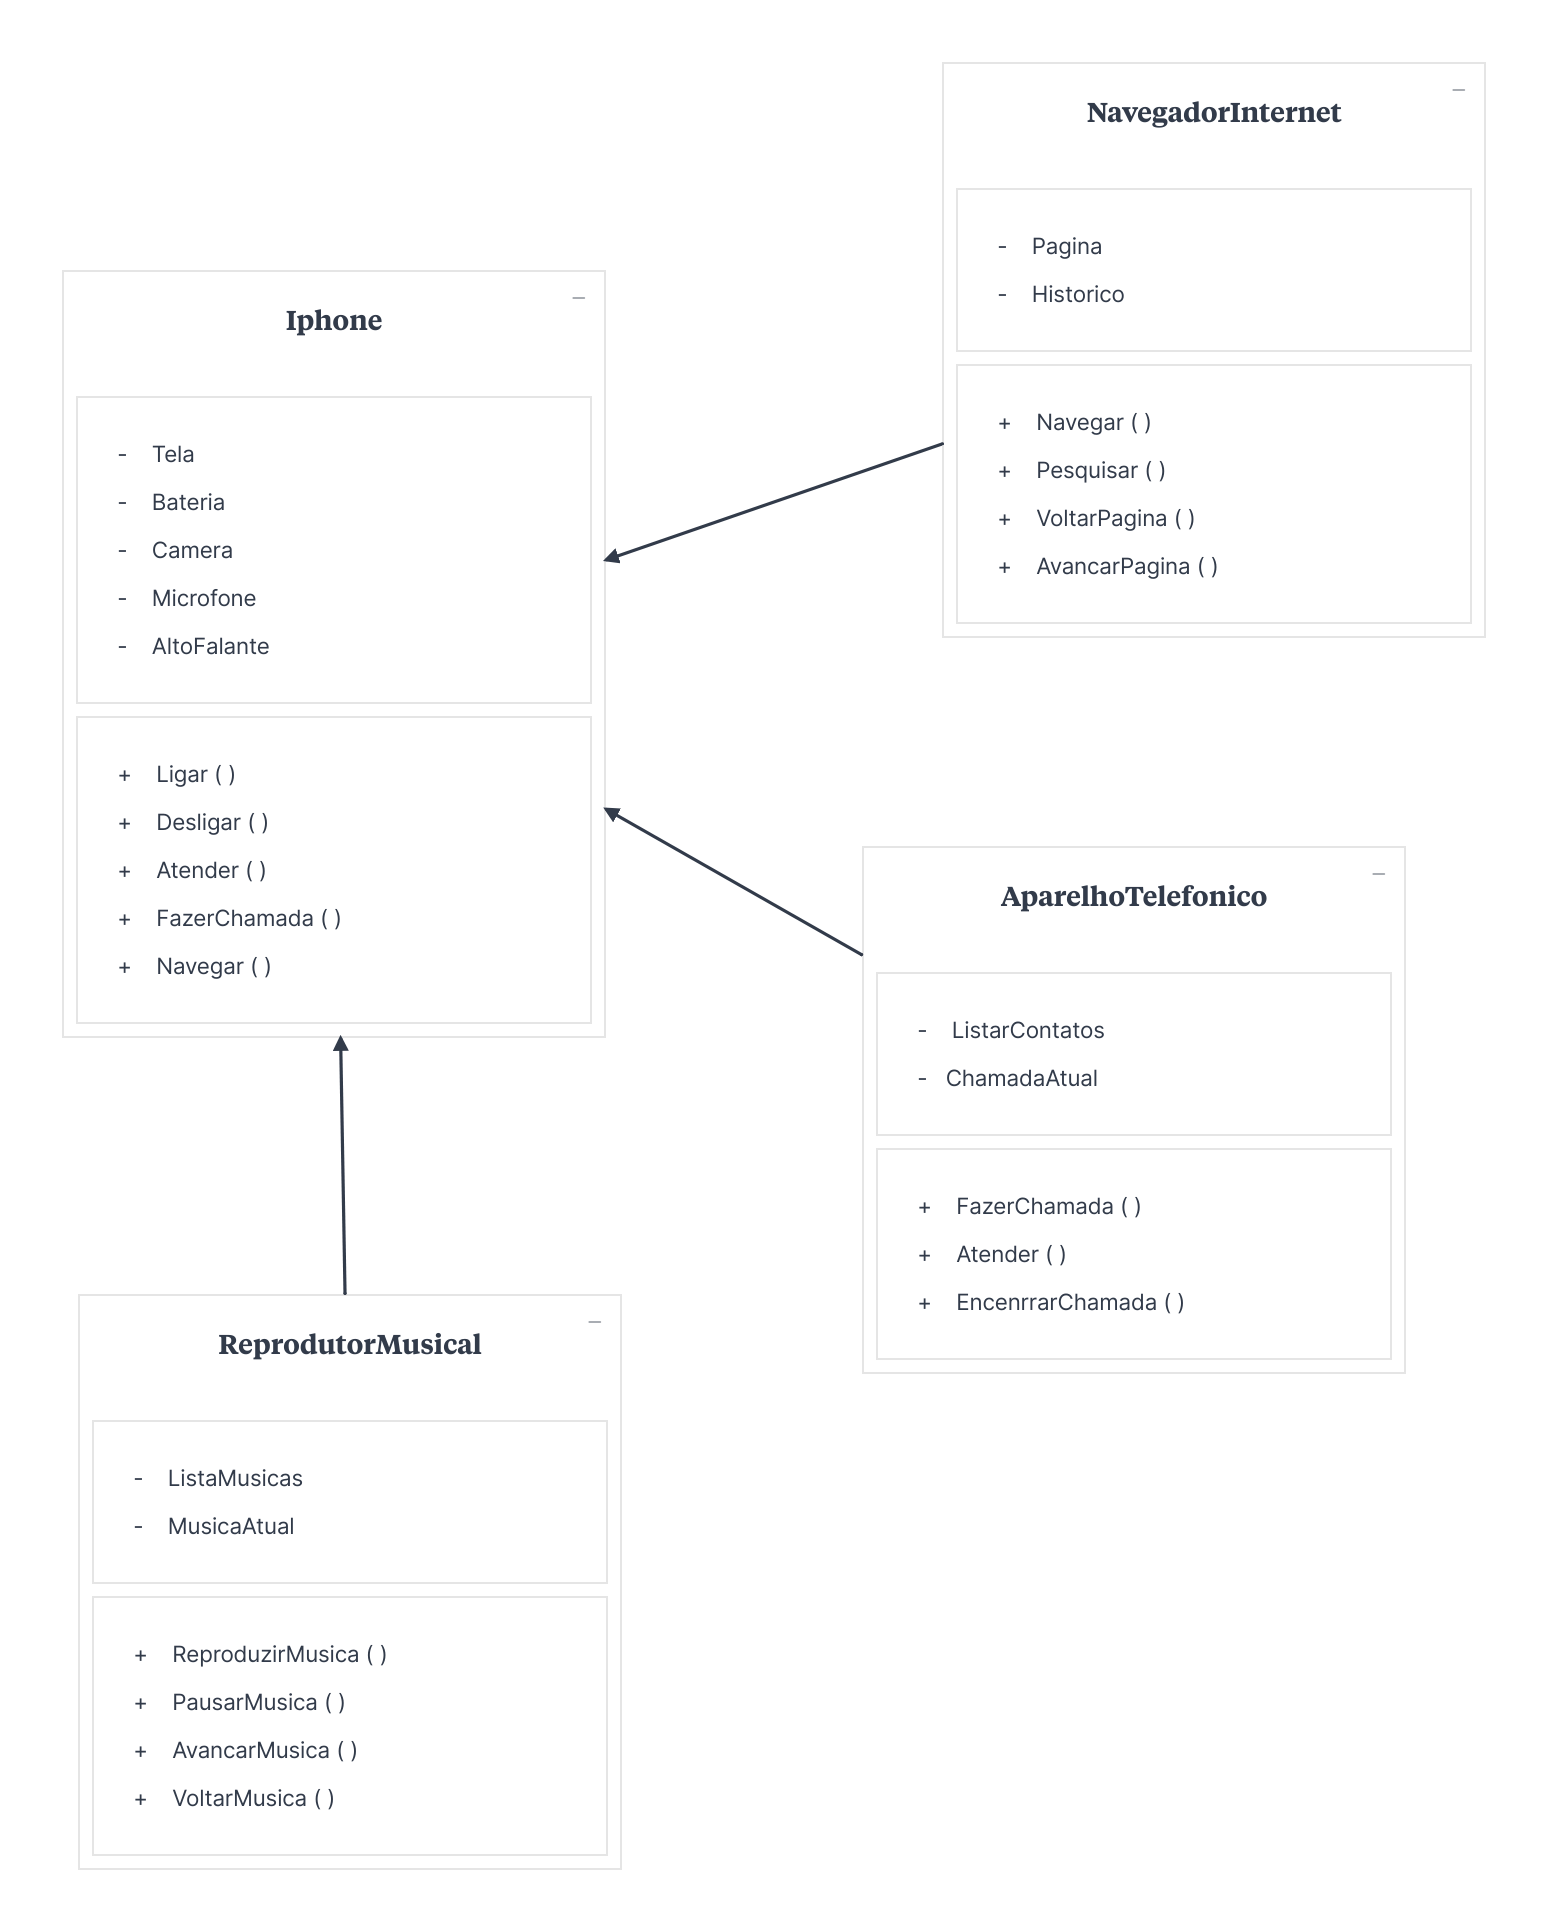 NavegadorInternet
- Pagina
- Historico
+ Navegar ( )
+ Pesquisar ( )
+ VoltarPagina ( )
+ AvancarPagina ( )
Iphone
- Tela
- Bateria
- Camera
- Microfone
- AltoFalante
+ Ligar ( )
+ Desligar ( )
+ Atender ( )
+ FazerChamada ( )
+ Navegar ( )
AparelhoTelefonico
- ListarContatos
- ChamadaAtual
+ FazerChamada ( )
+ Atender ( )
+ EncenrrarChamada ( )
ReprodutorMusical
- ListaMusicas
- MusicaAtual
+ ReproduzirMusica ( )
+ PausarMusica ( )
+ AvancarMusica ( )
+ VoltarMusica ( )